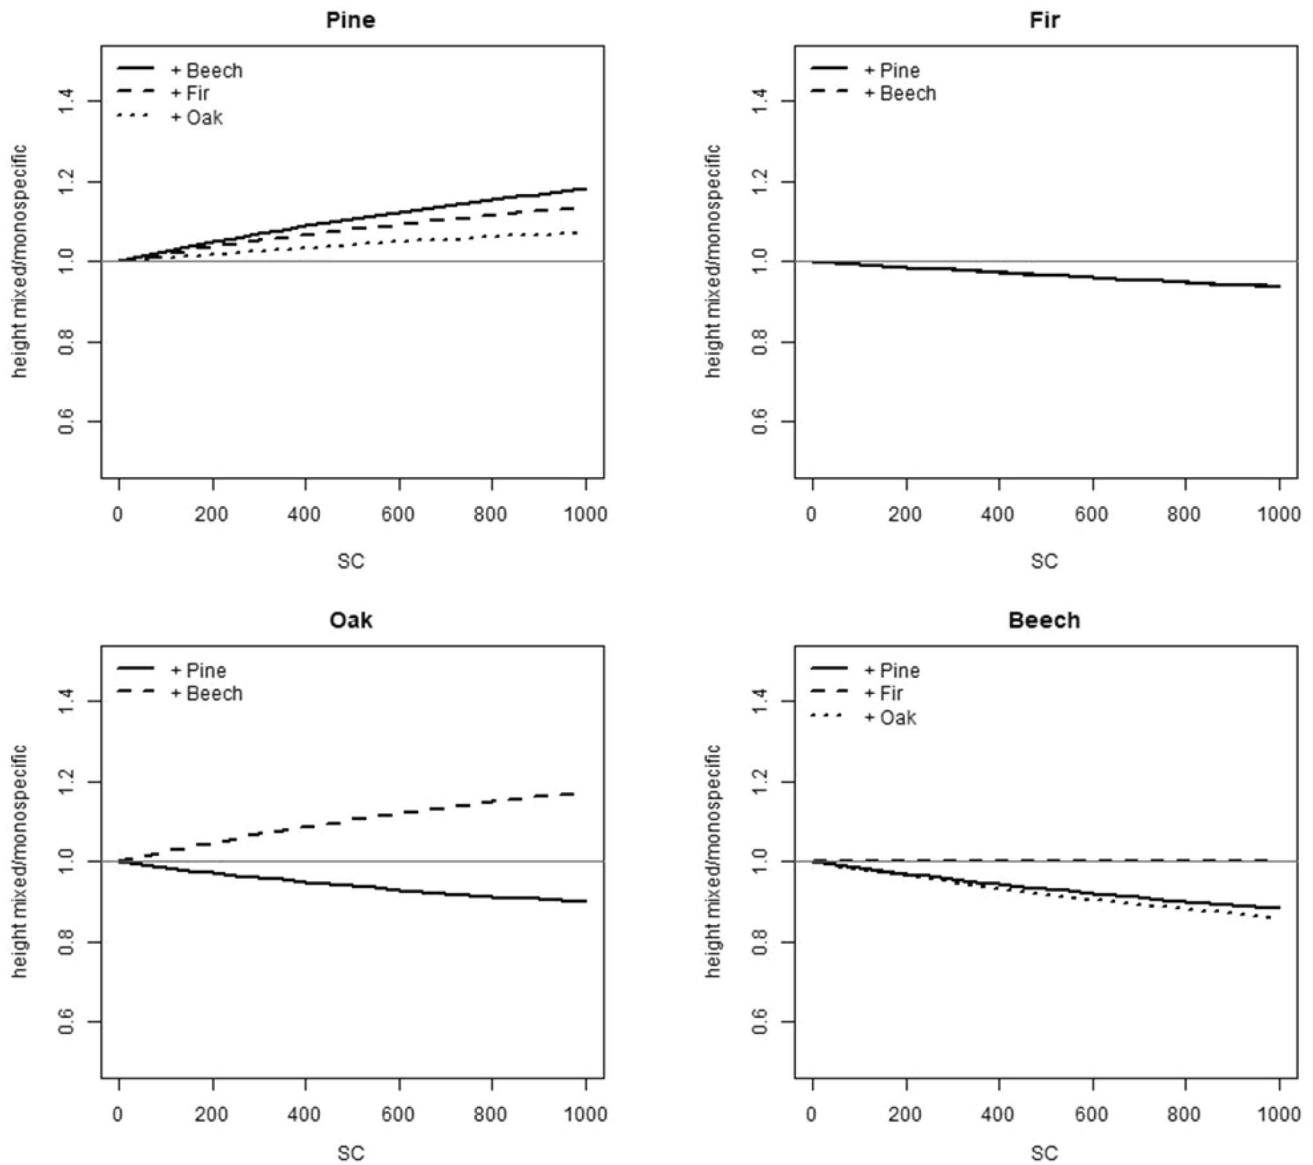 Pine
+ Beech
+ Fir
+ Oak
height mixed/monospecific
1.4
1.2
1.0
0.8
0.6
0 200 400 600 800 1000
SC
Fir
+ Pine
+ Beech
height mixed/monospecific
1.4
1.2
1.0
0.8
0.6
0 200 400 600 800 1000
SC
Oak
+ Pine
+ Beech
height mixed/monospecific
1.4
1.2
1.0
0.8
0.6
0 200 400 600 800 1000
SC
Beech
+ Pine
+ Fir
+ Oak
height mixed/monospecific
1.4
1.2
1.0
0.8
0.6
0 200 400 600 800 1000
SC